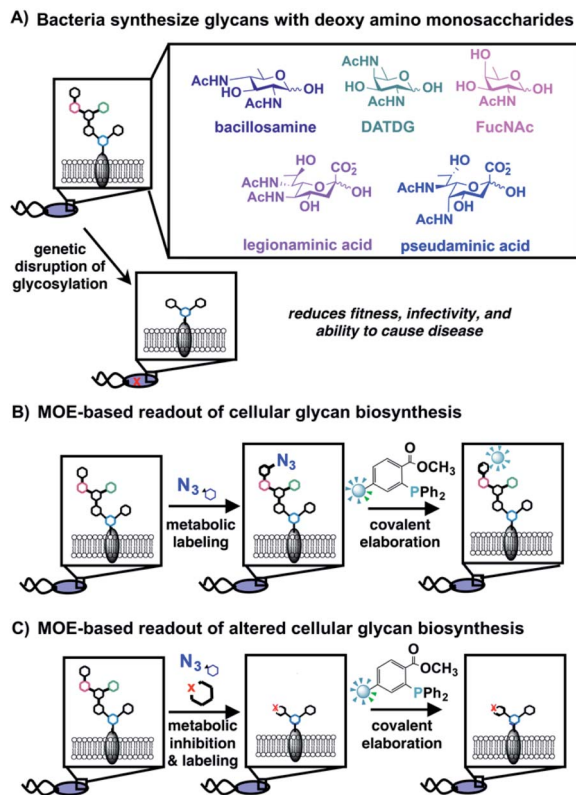 A) Bacteria synthesize glycans with deoxy amino monosaccharides
AcHN
HO
AcHN
OH
O
bacillosamine
AcHN
O
HO
AcHN
OH
DATDG
HO
O
HO
AcHN
OH
FucNAc
HO
CO2-
AcHN
O
OH
AcHN
OH
legionaminic acid
HO
CO2-
AcHN
O
OH
AcHN
OH
pseudaminic acid
genetic
disruption of
glycosylation
x
reduces fitness, infectivity, and
ability to cause disease
B) MOE-based readout of cellular glycan biosynthesis
N3
metabolic
labeling
N3
O
OCH3
PPh2
covalent
elaboration
C) MOE-based readout of altered cellular glycan biosynthesis
N3
x
metabolic
inhibition
& labeling
x
O
OCH3
PPh2
covalent
elaboration
x